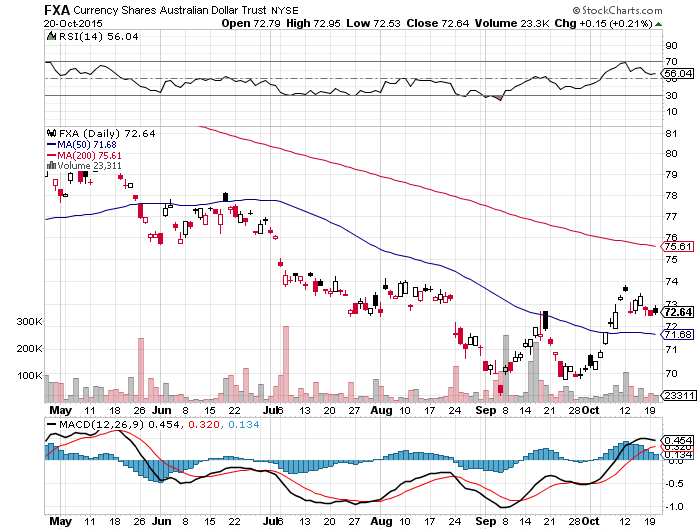 FXA Currency Shares Australian Dollar Trust NYSE © StockCharts.com
20-Oct-2015 Open 72.79 High 72.95 Low 72.53 Close 72.64 Volume 23.3K Chg +0.15 (+0.21%)
RSI(14) 56.04
90
70
56.04
50
30
10
FXA (Daily) 72.64
MA(50) 71.68
MA(200) 75.61
Volume 23,311
81
80
79
78
77
76
75.61
75
74
73
72.64
300K
71.68
200K
71
100K
70
23311
May 11 18 26 Jun 8 15 22 Jul 6 13 20 27 Aug 10 17 24 Sep 8 14 21 28 Oct 12 19
MACD(12,26,9) 0.454, 0.320, 0.134
0.454
0.320
0.134
0.0
-0.5
-1.0
May 11 18 26 Jun 8 15 22 Jul 6 13 20 27 Aug 10 17 24 Sep 8 14 21 28 Oct 12 19